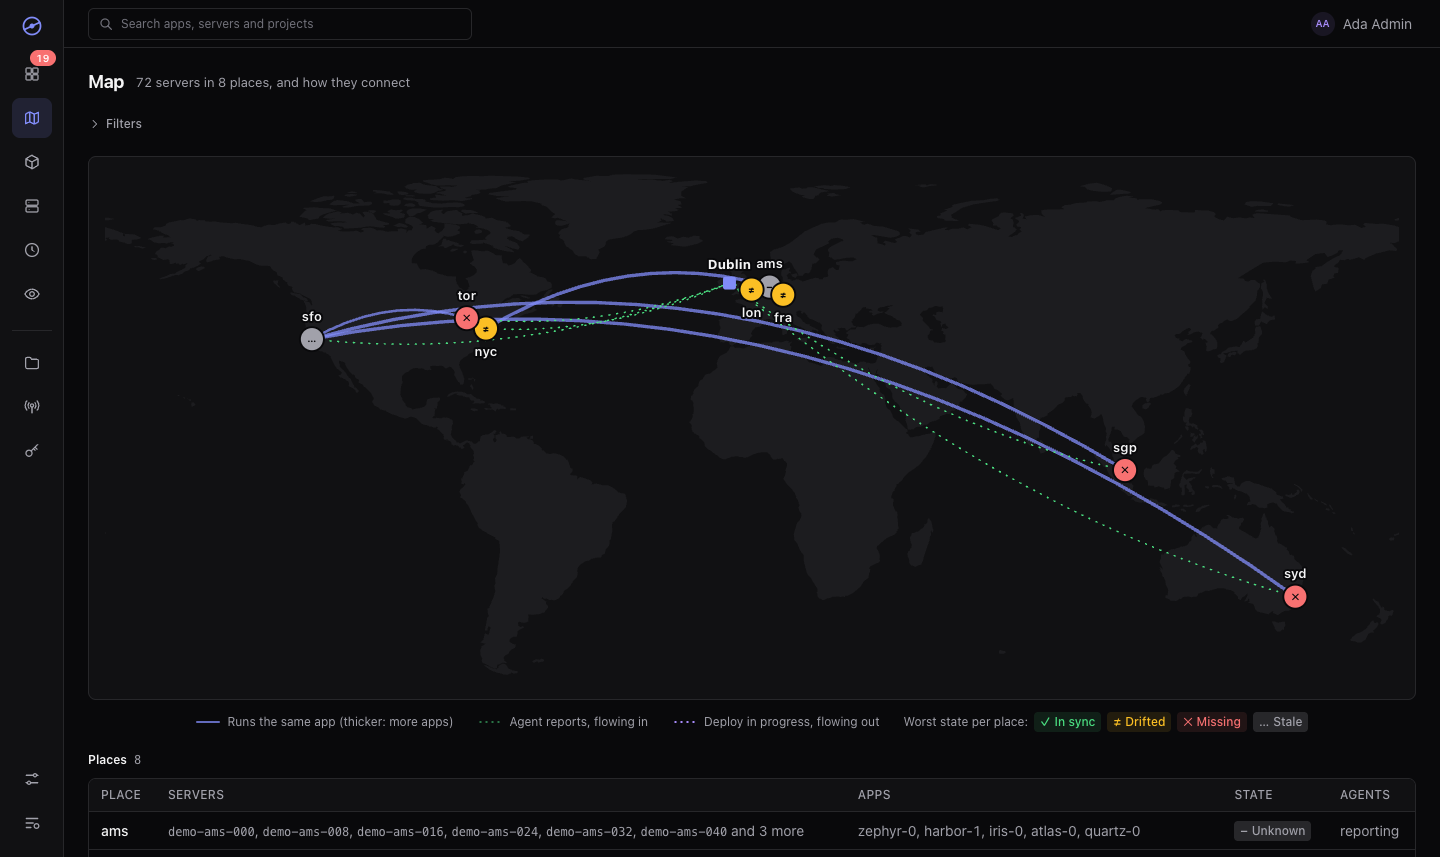 Search apps, servers and projects
AA Ada Admin
19
Map 72 servers in 8 places, and how they connect
Filters
Dublin ams
tor
sfo
lon fra
nyc
sgp
syd
Runs the same app (thicker: more apps) Agent reports, flowing in Deploy in progress, flowing out Worst state per place: ✓ In sync ≠ Drifted ✕ Missing … Stale
Places 8
PLACE SERVERS APPS STATE AGENTS
ams demo-ams-000, demo-ams-008, demo-ams-016, demo-ams-024, demo-ams-032, demo-ams-040 and 3 more zephyr-0, harbor-1, iris-0, atlas-0, quartz-0 – Unknown reporting